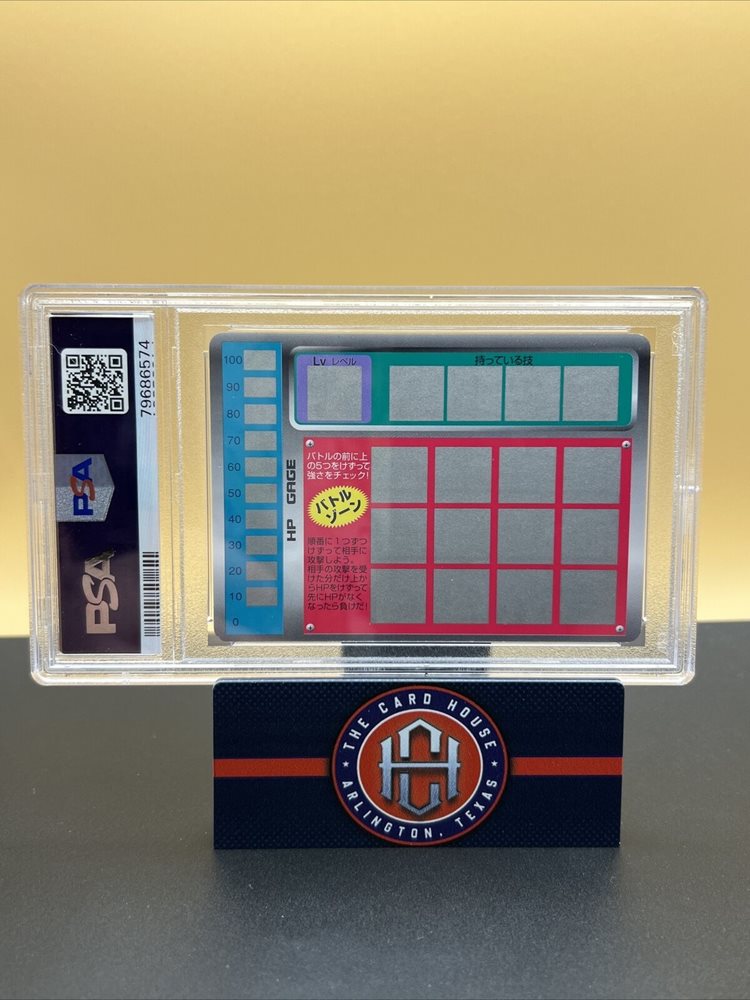 79686574
PSA
PSA
100
90
80
70
60
50
40
30
20
10
0
HP GAGE
Lv レベル
持っている技
バトルの前に上
の5つをけずって
強さをチェック!
バトル
ゾーン
順番に1つずつ
けずって相手に
攻撃しよう。
相手の攻撃を受
けた分だけ上か
らHPをけずって
先にHPがなく
なったら負けだ!
THE CARD HOUSE
CH
ARLINGTON, TEXAS